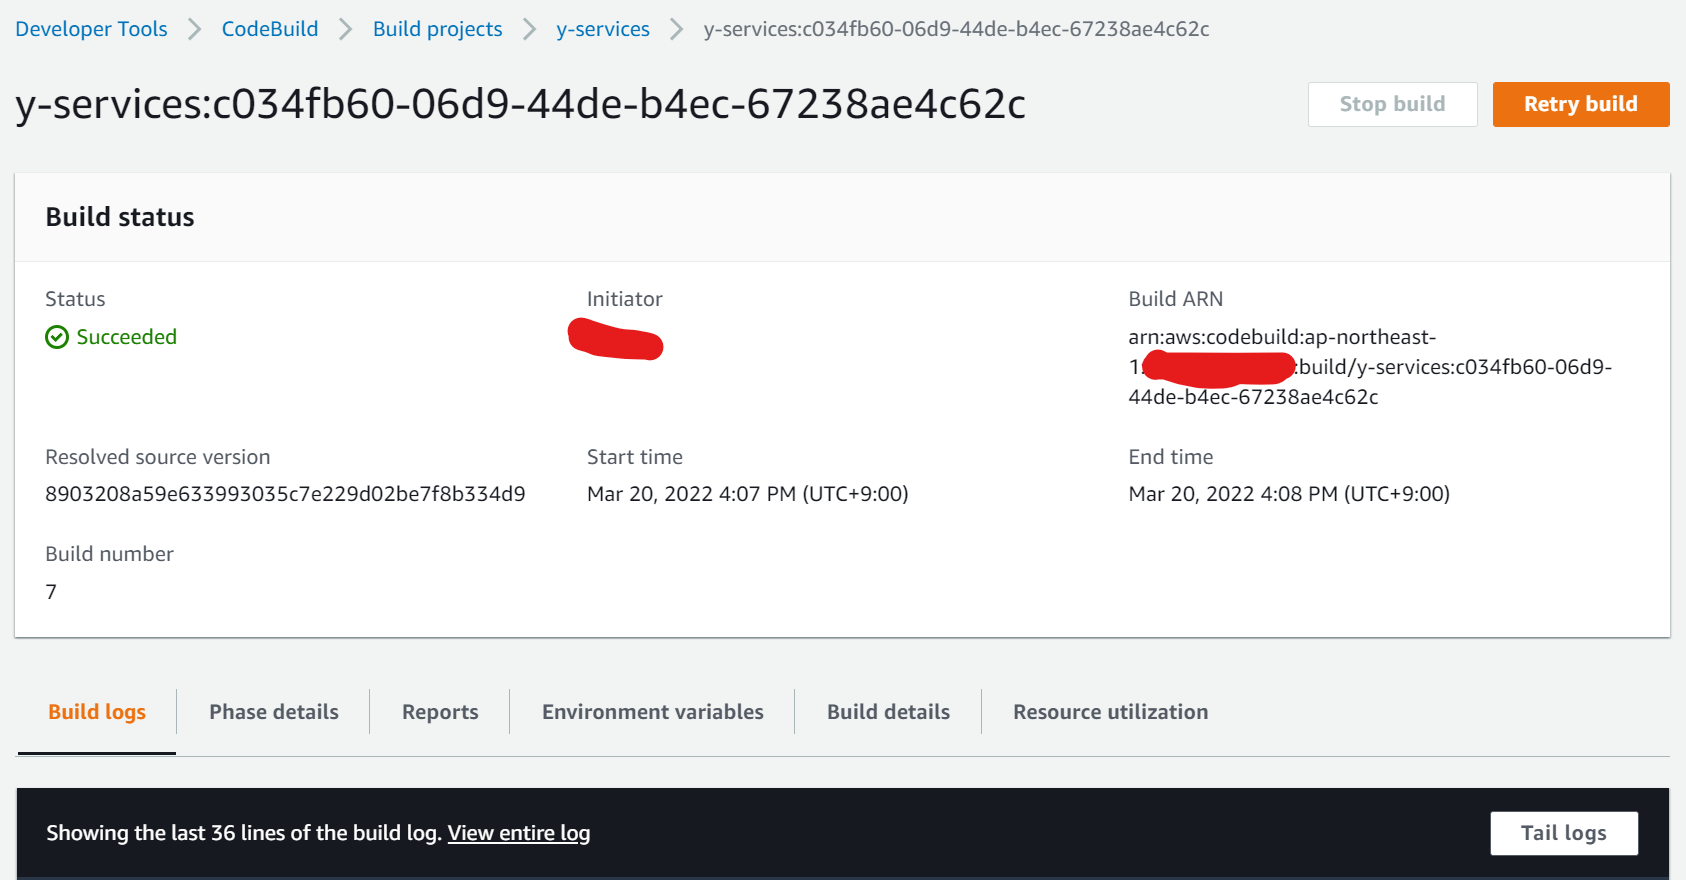 Developer Tools > CodeBuild > Build projects > y-services > y-services:c034fb60-06d9-44de-b4ec-67238ae4c62c
y-services:c034fb60-06d9-44de-b4ec-67238ae4c62c
Stop build
Retry build
Build status
Status
Succeeded
Initiator
Build ARN
arn:aws:codebuild:ap-northeast-
1: :build/y-services:c034fb60-06d9-
44de-b4ec-67238ae4c62c
Resolved source version
8903208a59e633993035c7e229d02be7f8b334d9
Start time
Mar 20, 2022 4:07 PM (UTC+9:00)
End time
Mar 20, 2022 4:08 PM (UTC+9:00)
Build number
7
Build logs
Phase details
Reports
Environment variables
Build details
Resource utilization
Showing the last 36 lines of the build log. View entire log
Tail logs